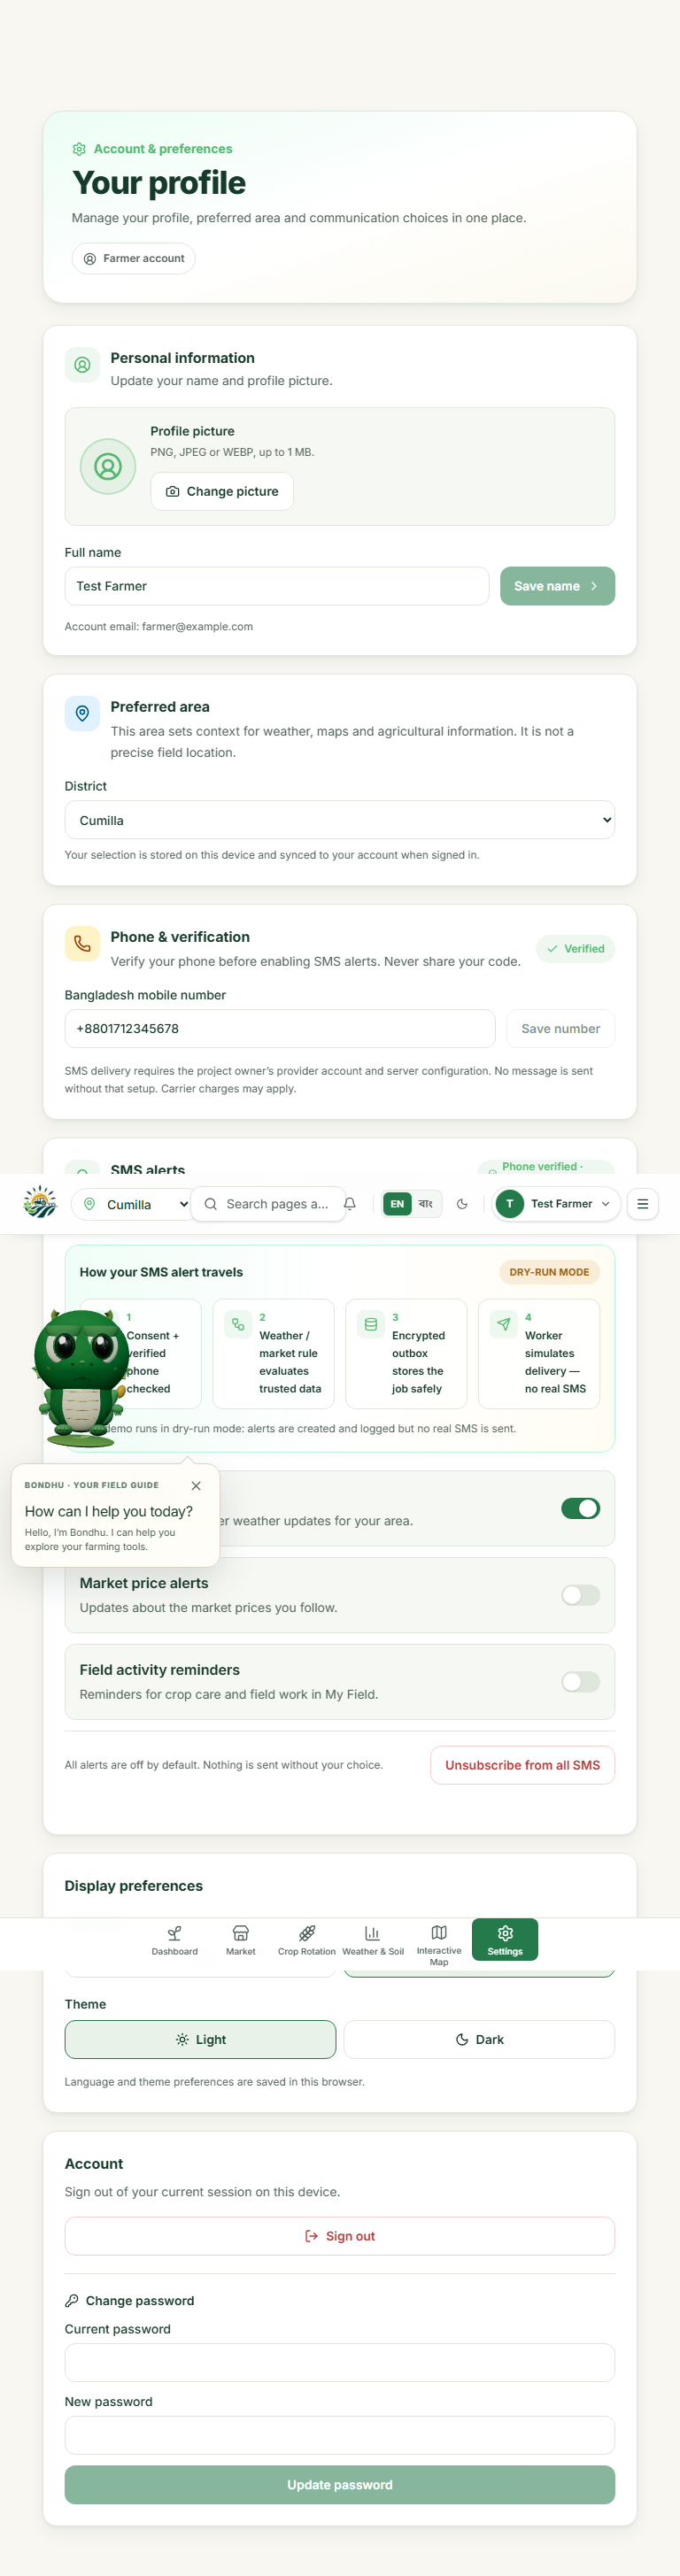 Account & preferences
Your profile
Manage your profile, preferred area and communication choices in one place.
Farmer account
Personal information
Update your name and profile picture.
Profile picture
PNG, JPEG or WEBP, up to 1 MB.
Change picture
Full name
Test Farmer
Save name
Account email: farmer@example.com
Preferred area
This area sets context for weather, maps and agricultural information. It is not a
precise field location.
District
Cumilla
Your selection is stored on this device and synced to your account when signed in.
Phone & verification
Verify your phone before enabling SMS alerts. Never share your code.
Verified
Bangladesh mobile number
+8801712345678
Save number
SMS delivery requires the project owner's provider account and server configuration. No message is sent
without that setup. Carrier charges may apply.
SMS alerts
Phone verified ·
Cumilla
Search pages a...
EN
বাং
T
Test Farmer
How your SMS alert travels
DRY-RUN MODE
1
Consent +
verified
phone
checked
2
Weather /
market rule
evaluates
trusted data
3
Encrypted
outbox
stores the
job safely
4
Worker
simulates
delivery —
no real SMS
demo runs in dry-run mode: alerts are created and logged but no real SMS is sent.
BONDHU · YOUR FIELD GUIDE
How can I help you today?
Hello, I'm Bondhu. I can help you
explore your farming tools.
er weather updates for your area.
Market price alerts
Updates about the market prices you follow.
Field activity reminders
Reminders for crop care and field work in My Field.
All alerts are off by default. Nothing is sent without your choice.
Unsubscribe from all SMS
Display preferences
Dashboard
Market
Crop Rotation
Weather & Soil
Interactive
Map
Settings
Theme
Light
Dark
Language and theme preferences are saved in this browser.
Account
Sign out of your current session on this device.
Sign out
Change password
Current password
New password
Update password